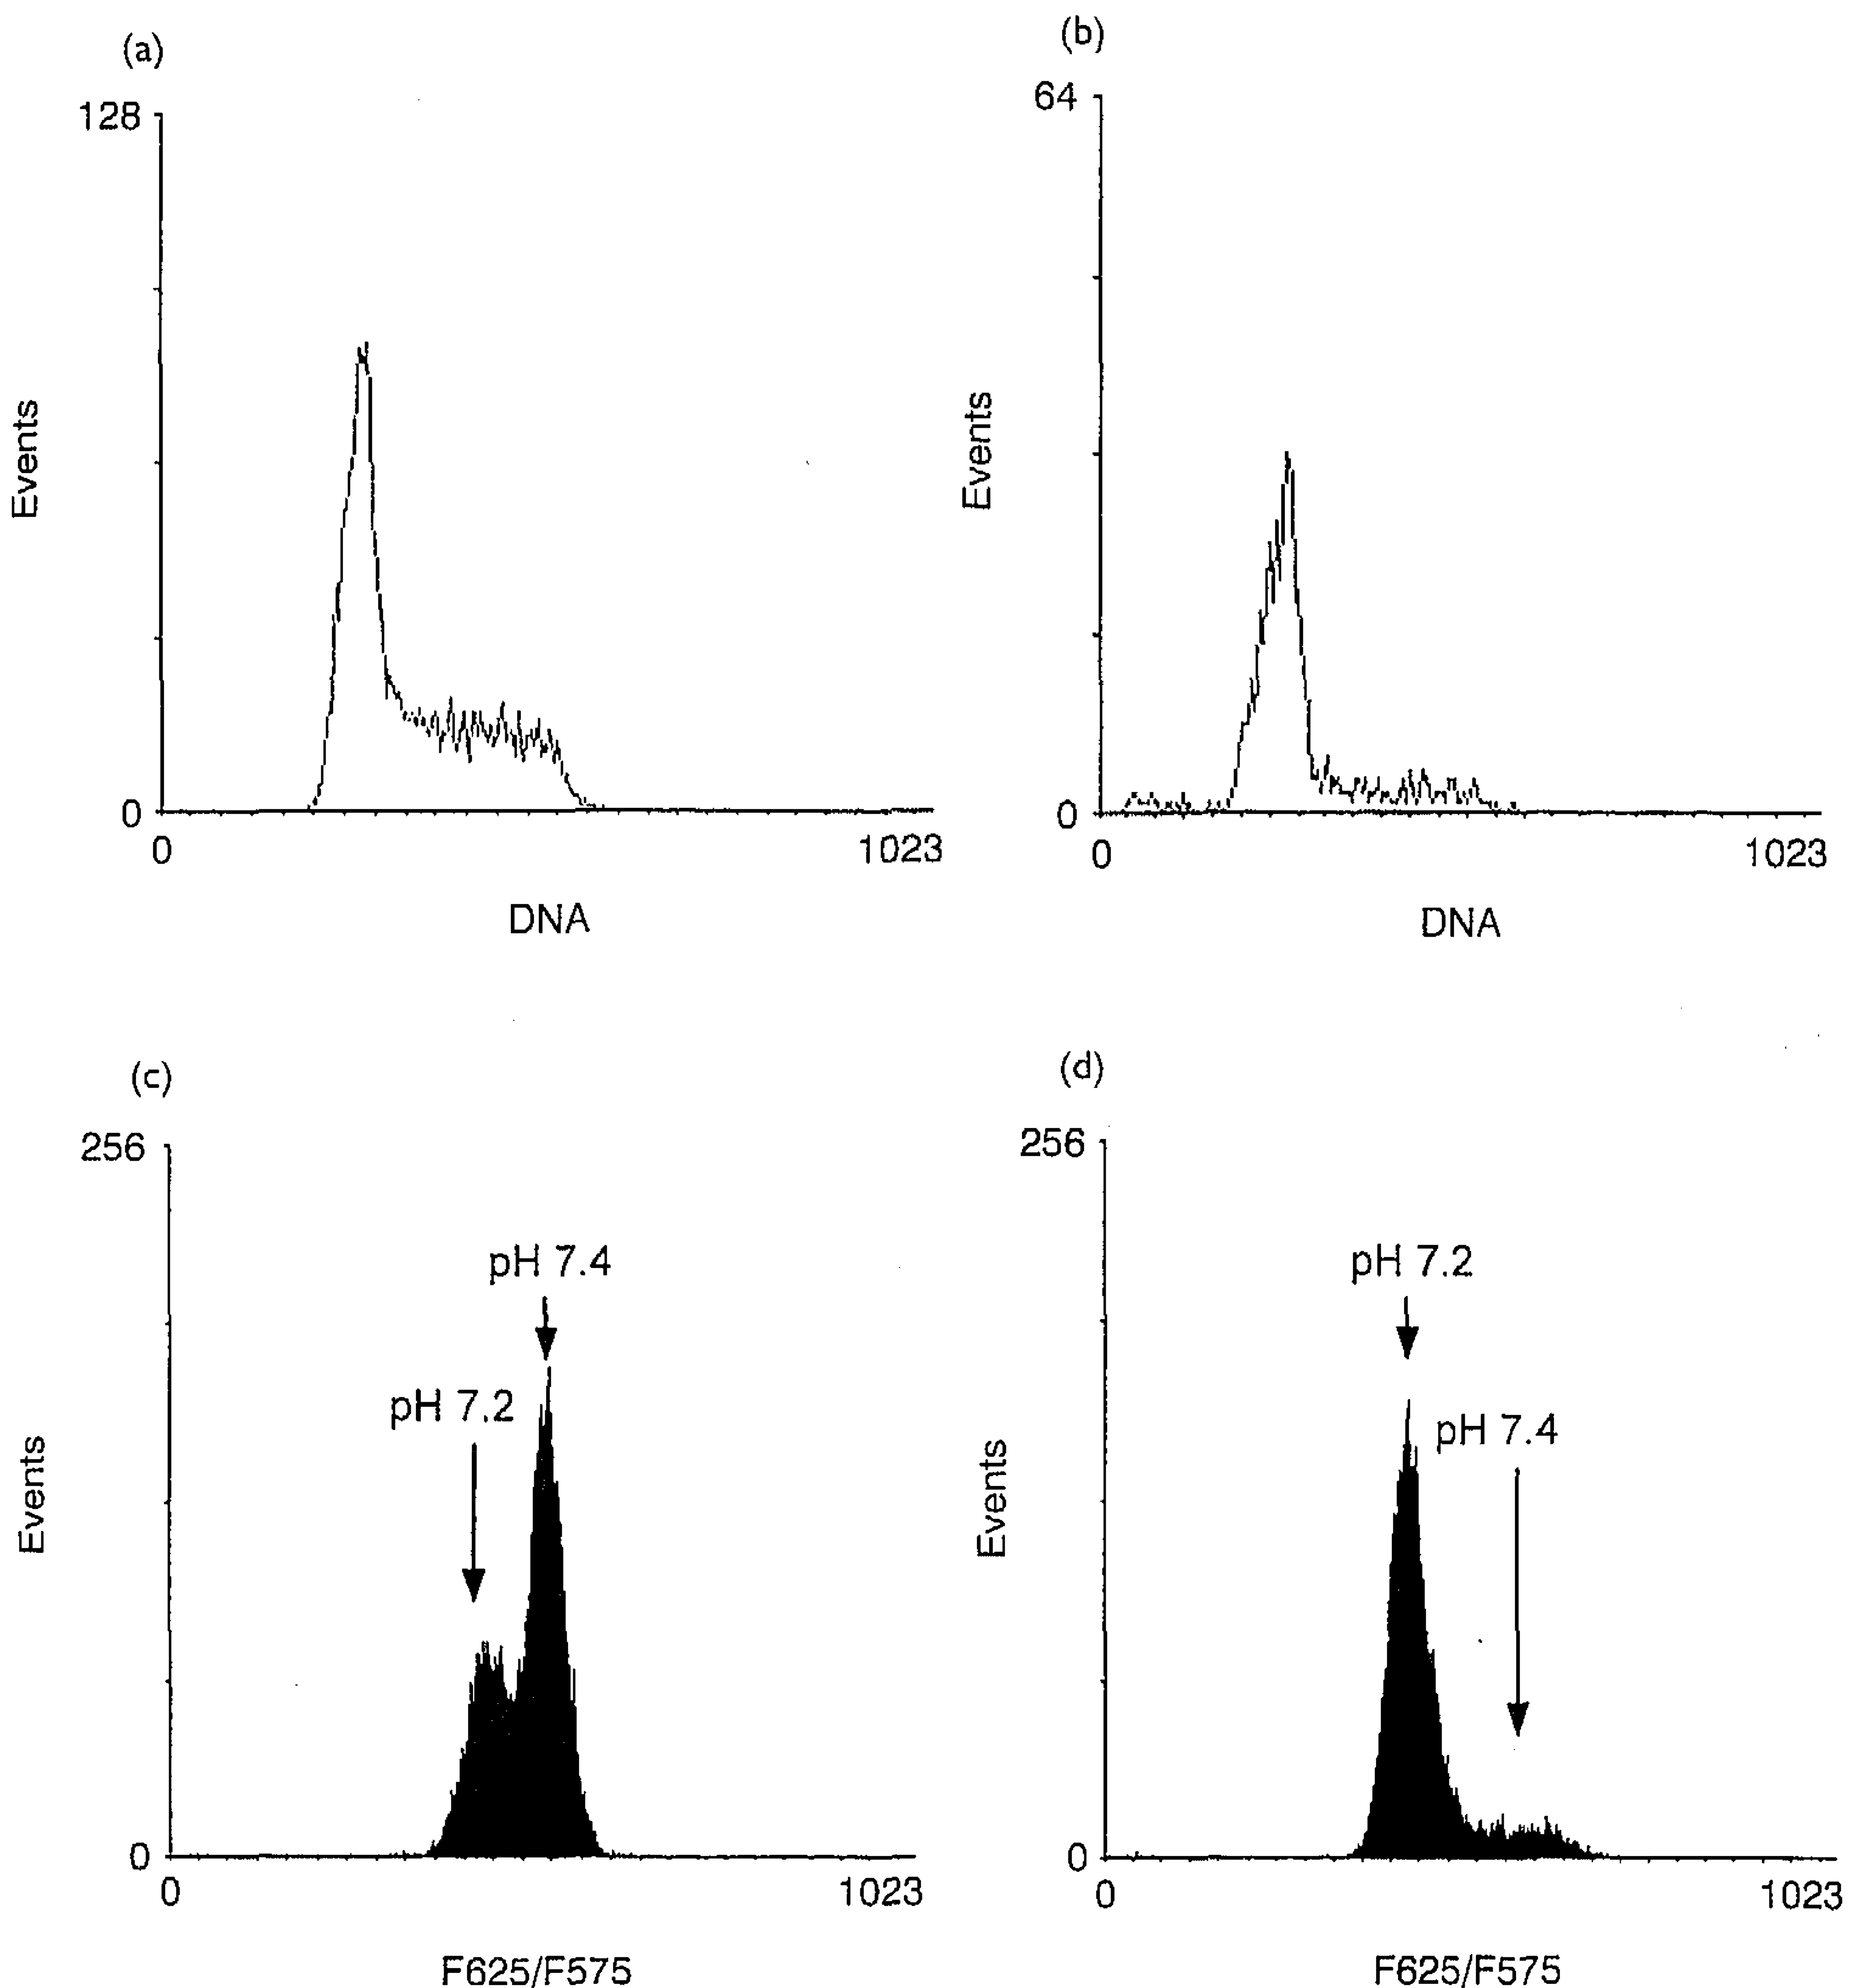 (a)
128
Events
0
0
1023
DNA
(b)
64
Events
0
0
1023
DNA
(c)
256
pH 7.4
pH 7.2
Events
0
0
1023
F625/F575
(d)
256
pH 7.2
pH 7.4
Events
0
0
1023
F625/F575